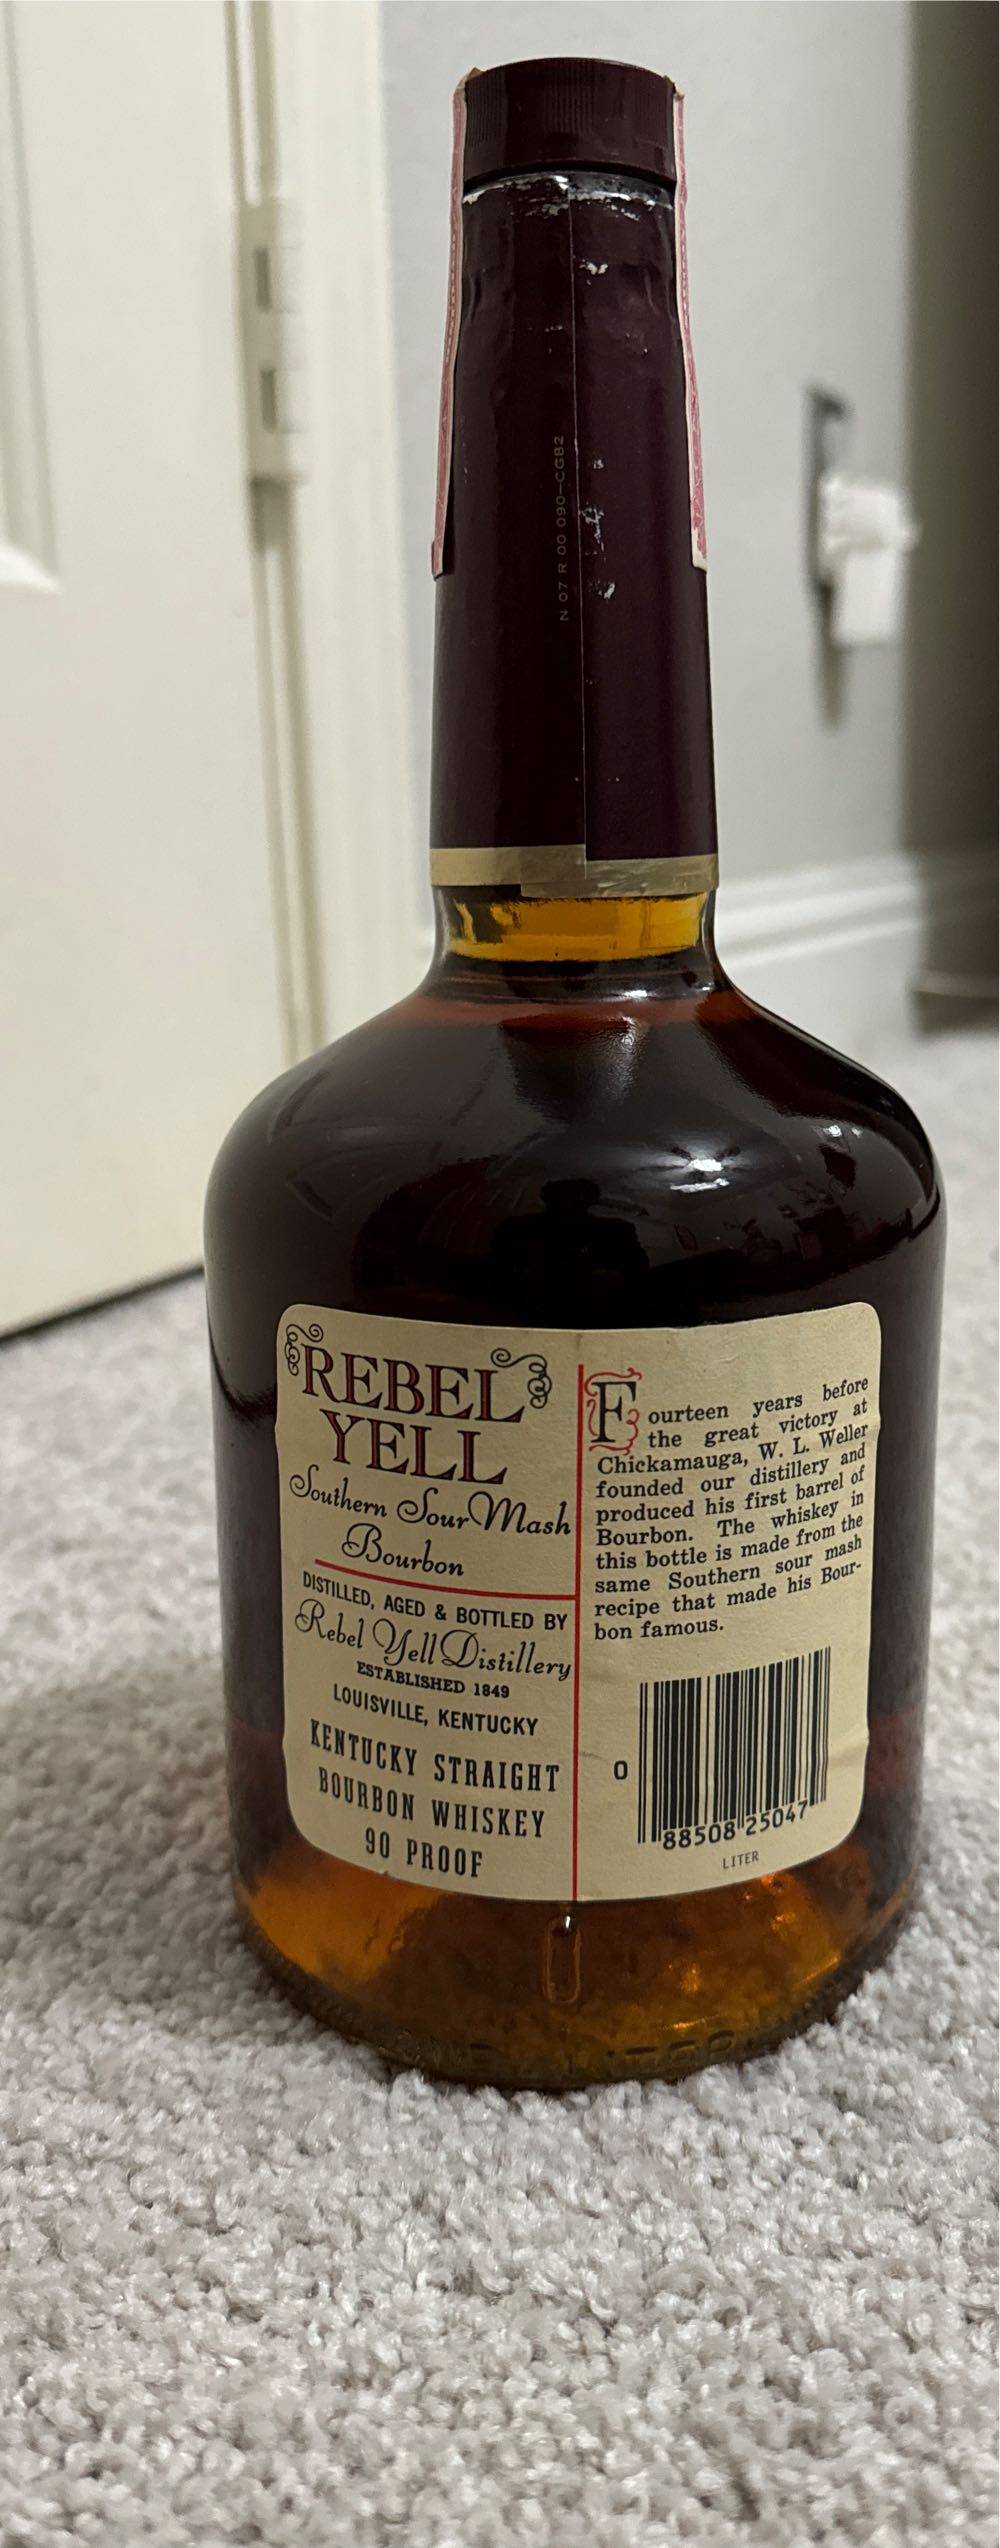 N 07 R 00 090-CGB2
REBEL
YELL
Southern Sour Mash
Bourbon
DISTILLED, AGED & BOTTLED BY
Rebel Yell Distillery
ESTABLISHED 1849
LOUISVILLE, KENTUCKY
KENTUCKY STRAIGHT
BOURBON WHISKEY
90 PROOF
Fourteen years before
the great victory at
Chickamauga, W. L. Weller
founded our distillery and
produced his first barrel of
Bourbon. The whiskey in
this bottle is made from the
same Southern sour mash
recipe that made his Bour-
bon famous.
0 88508 25047
LITER